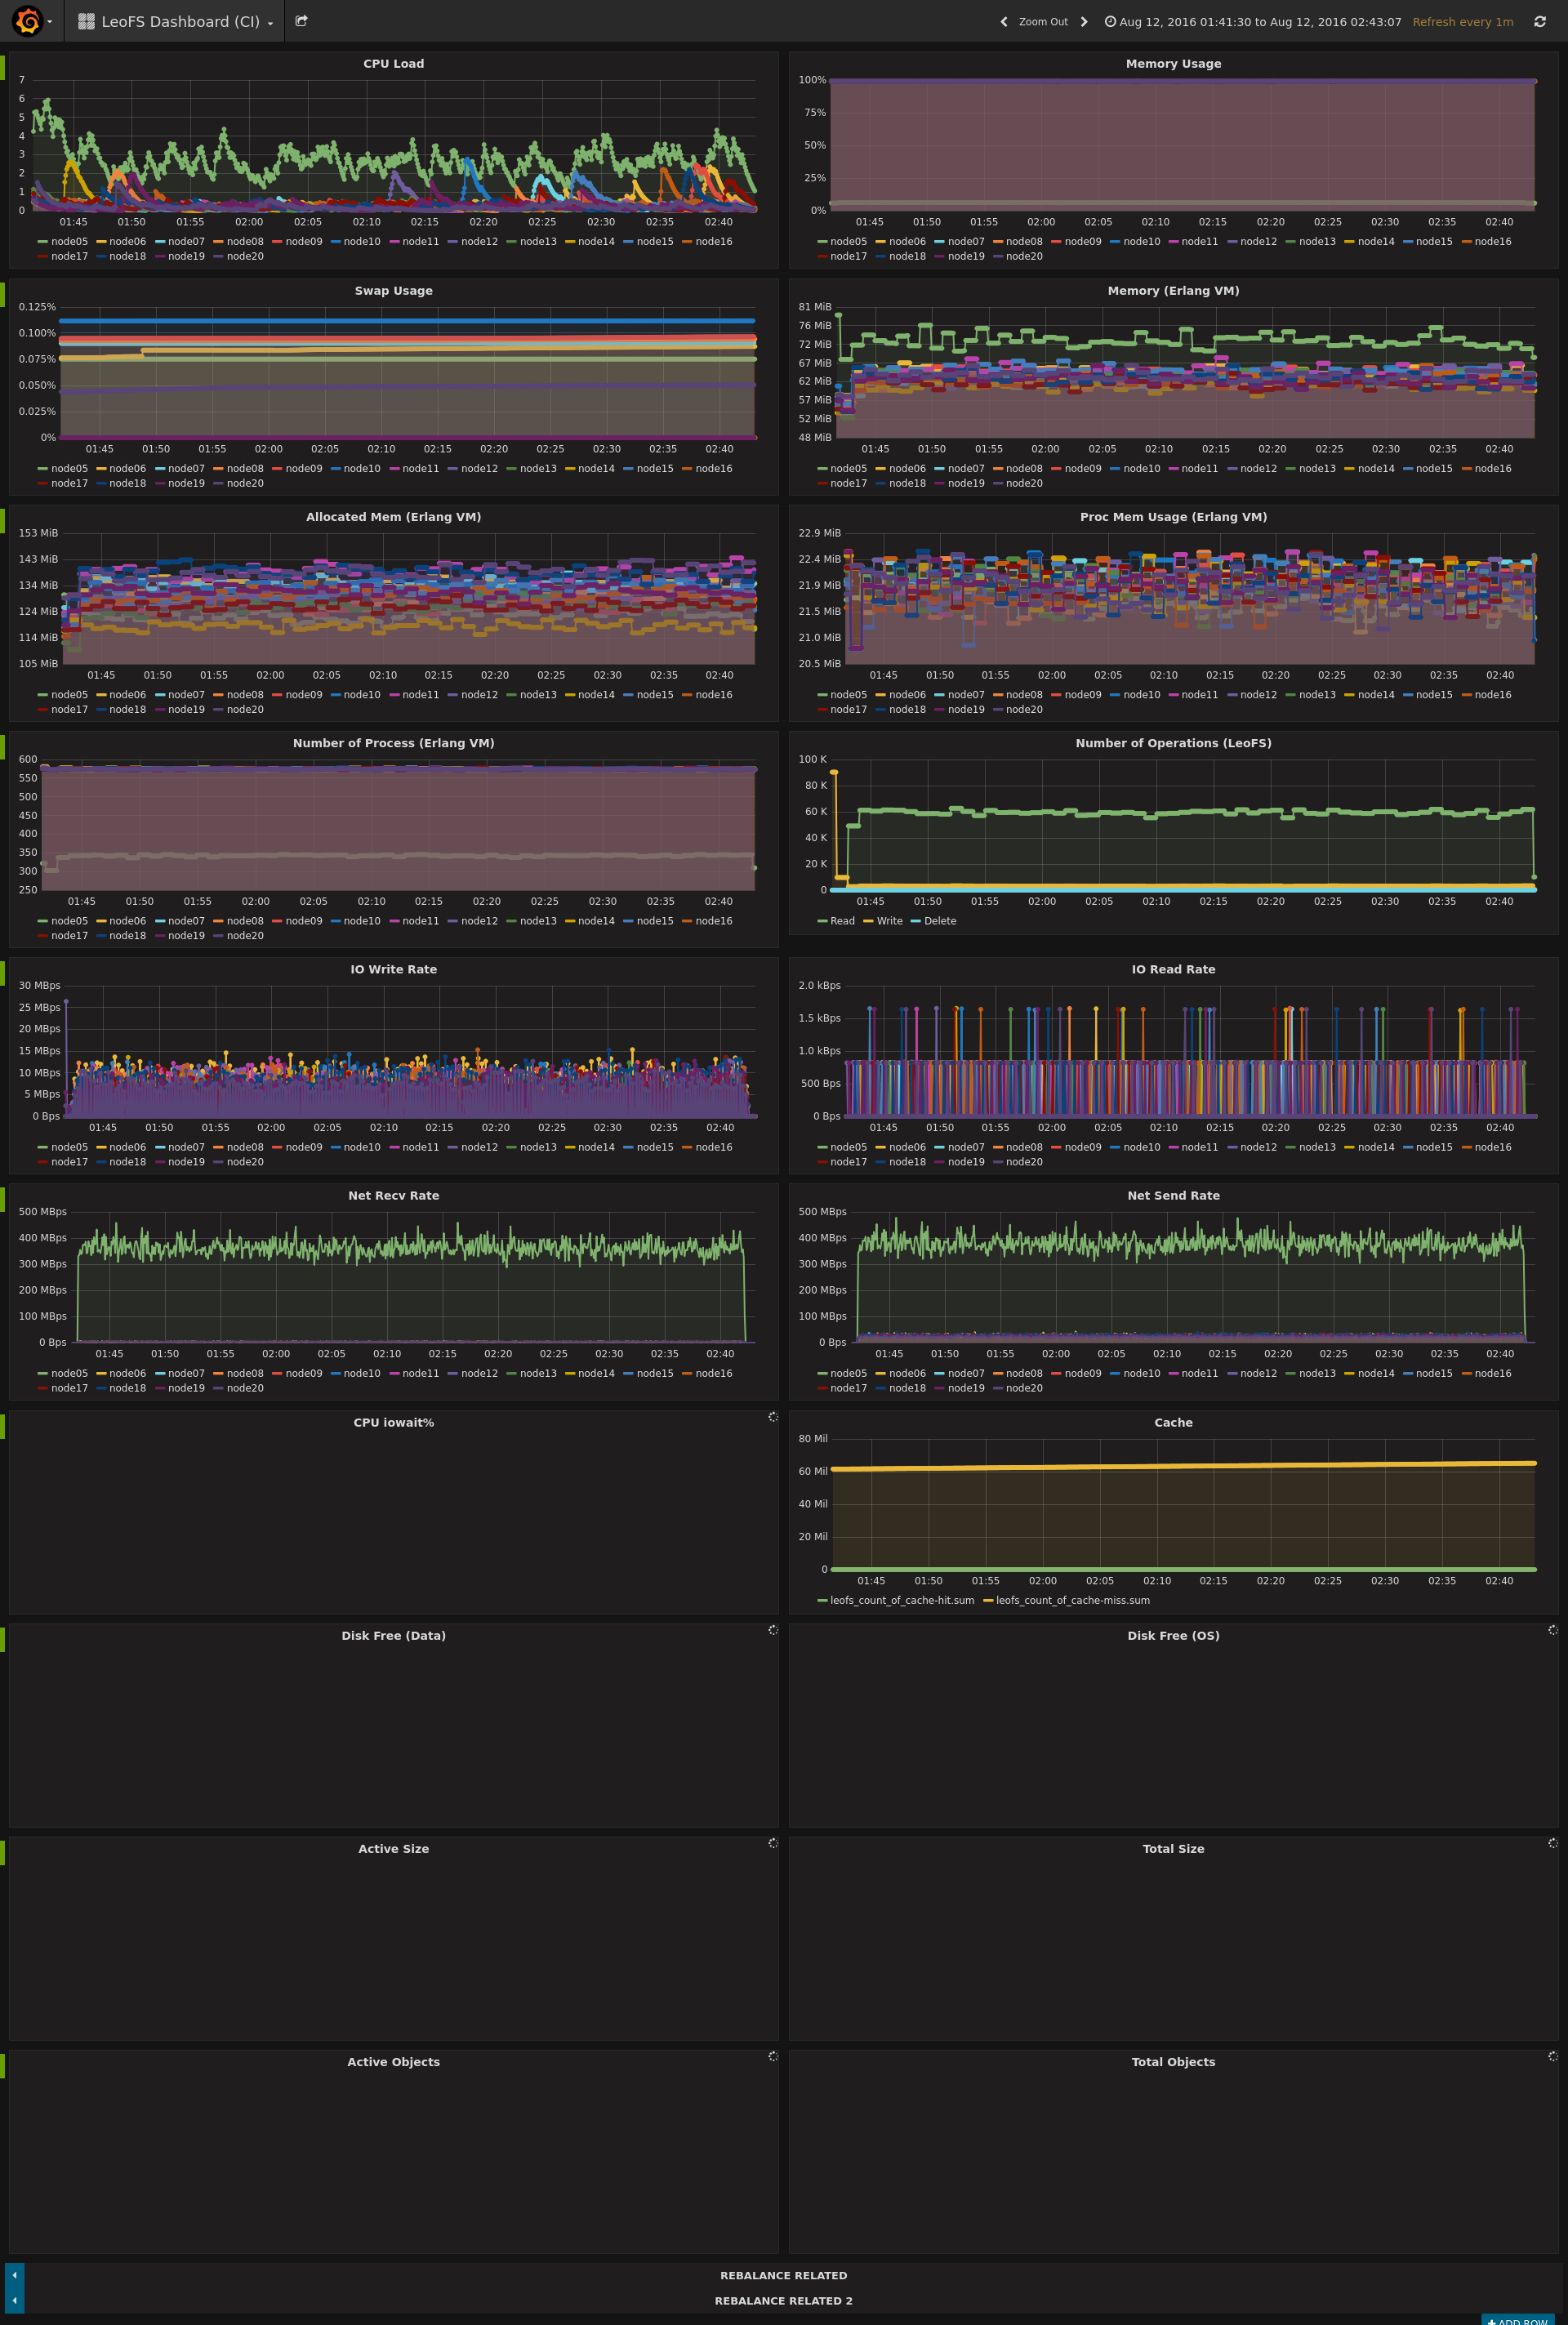 LeoFS Dashboard (CI)
Zoom Out
Aug 12, 2016 01:41:30 to Aug 12, 2016 02:43:07 Refresh every 1m
CPU Load
7
6
5
4
3
2
1
0
01:45 01:50 01:55 02:00 02:05 02:10 02:15 02:20 02:25 02:30 02:35 02:40
node05 node06 node07 node08 node09 node10 node11 node12 node13 node14 node15 node16
node17 node18 node19 node20
Memory Usage
100%
75%
50%
25%
0%
01:45 01:50 01:55 02:00 02:05 02:10 02:15 02:20 02:25 02:30 02:35 02:40
node05 node06 node07 node08 node09 node10 node11 node12 node13 node14 node15 node16
node17 node18 node19 node20
Swap Usage
0.125%
0.100%
0.075%
0.050%
0.025%
0%
01:45 01:50 01:55 02:00 02:05 02:10 02:15 02:20 02:25 02:30 02:35 02:40
node05 node06 node07 node08 node09 node10 node11 node12 node13 node14 node15 node16
node17 node18 node19 node20
Memory (Erlang VM)
81 MiB
76 MiB
72 MiB
67 MiB
62 MiB
57 MiB
52 MiB
48 MiB
01:45 01:50 01:55 02:00 02:05 02:10 02:15 02:20 02:25 02:30 02:35 02:40
node05 node06 node07 node08 node09 node10 node11 node12 node13 node14 node15 node16
node17 node18 node19 node20
Allocated Mem (Erlang VM)
153 MiB
143 MiB
134 MiB
124 MiB
114 MiB
105 MiB
01:45 01:50 01:55 02:00 02:05 02:10 02:15 02:20 02:25 02:30 02:35 02:40
node05 node06 node07 node08 node09 node10 node11 node12 node13 node14 node15 node16
node17 node18 node19 node20
Proc Mem Usage (Erlang VM)
22.9 MiB
22.4 MiB
21.9 MiB
21.5 MiB
21.0 MiB
20.5 MiB
01:45 01:50 01:55 02:00 02:05 02:10 02:15 02:20 02:25 02:30 02:35 02:40
node05 node06 node07 node08 node09 node10 node11 node12 node13 node14 node15 node16
node17 node18 node19 node20
Number of Process (Erlang VM)
600
550
500
450
400
350
300
250
01:45 01:50 01:55 02:00 02:05 02:10 02:15 02:20 02:25 02:30 02:35 02:40
node05 node06 node07 node08 node09 node10 node11 node12 node13 node14 node15 node16
node17 node18 node19 node20
Number of Operations (LeoFS)
100 K
80 K
60 K
40 K
20 K
0
01:45 01:50 01:55 02:00 02:05 02:10 02:15 02:20 02:25 02:30 02:35 02:40
Read Write Delete
IO Write Rate
30 MBps
25 MBps
20 MBps
15 MBps
10 MBps
5 MBps
0 Bps
01:45 01:50 01:55 02:00 02:05 02:10 02:15 02:20 02:25 02:30 02:35 02:40
node05 node06 node07 node08 node09 node10 node11 node12 node13 node14 node15 node16
node17 node18 node19 node20
IO Read Rate
2.0 kBps
1.5 kBps
1.0 kBps
500 Bps
0 Bps
01:45 01:50 01:55 02:00 02:05 02:10 02:15 02:20 02:25 02:30 02:35 02:40
node05 node06 node07 node08 node09 node10 node11 node12 node13 node14 node15 node16
node17 node18 node19 node20
Net Recv Rate
500 MBps
400 MBps
300 MBps
200 MBps
100 MBps
0 Bps
01:45 01:50 01:55 02:00 02:05 02:10 02:15 02:20 02:25 02:30 02:35 02:40
node05 node06 node07 node08 node09 node10 node11 node12 node13 node14 node15 node16
node17 node18 node19 node20
Net Send Rate
500 MBps
400 MBps
300 MBps
200 MBps
100 MBps
0 Bps
01:45 01:50 01:55 02:00 02:05 02:10 02:15 02:20 02:25 02:30 02:35 02:40
node05 node06 node07 node08 node09 node10 node11 node12 node13 node14 node15 node16
node17 node18 node19 node20
CPU iowait%
Cache
80 Mil
60 Mil
40 Mil
20 Mil
0
01:45 01:50 01:55 02:00 02:05 02:10 02:15 02:20 02:25 02:30 02:35 02:40
leofs_count_of_cache-hit.sum leofs_count_of_cache-miss.sum
Disk Free (Data)
Disk Free (OS)
Active Size
Total Size
Active Objects
Total Objects
REBALANCE RELATED
REBALANCE RELATED 2
ADD ROW